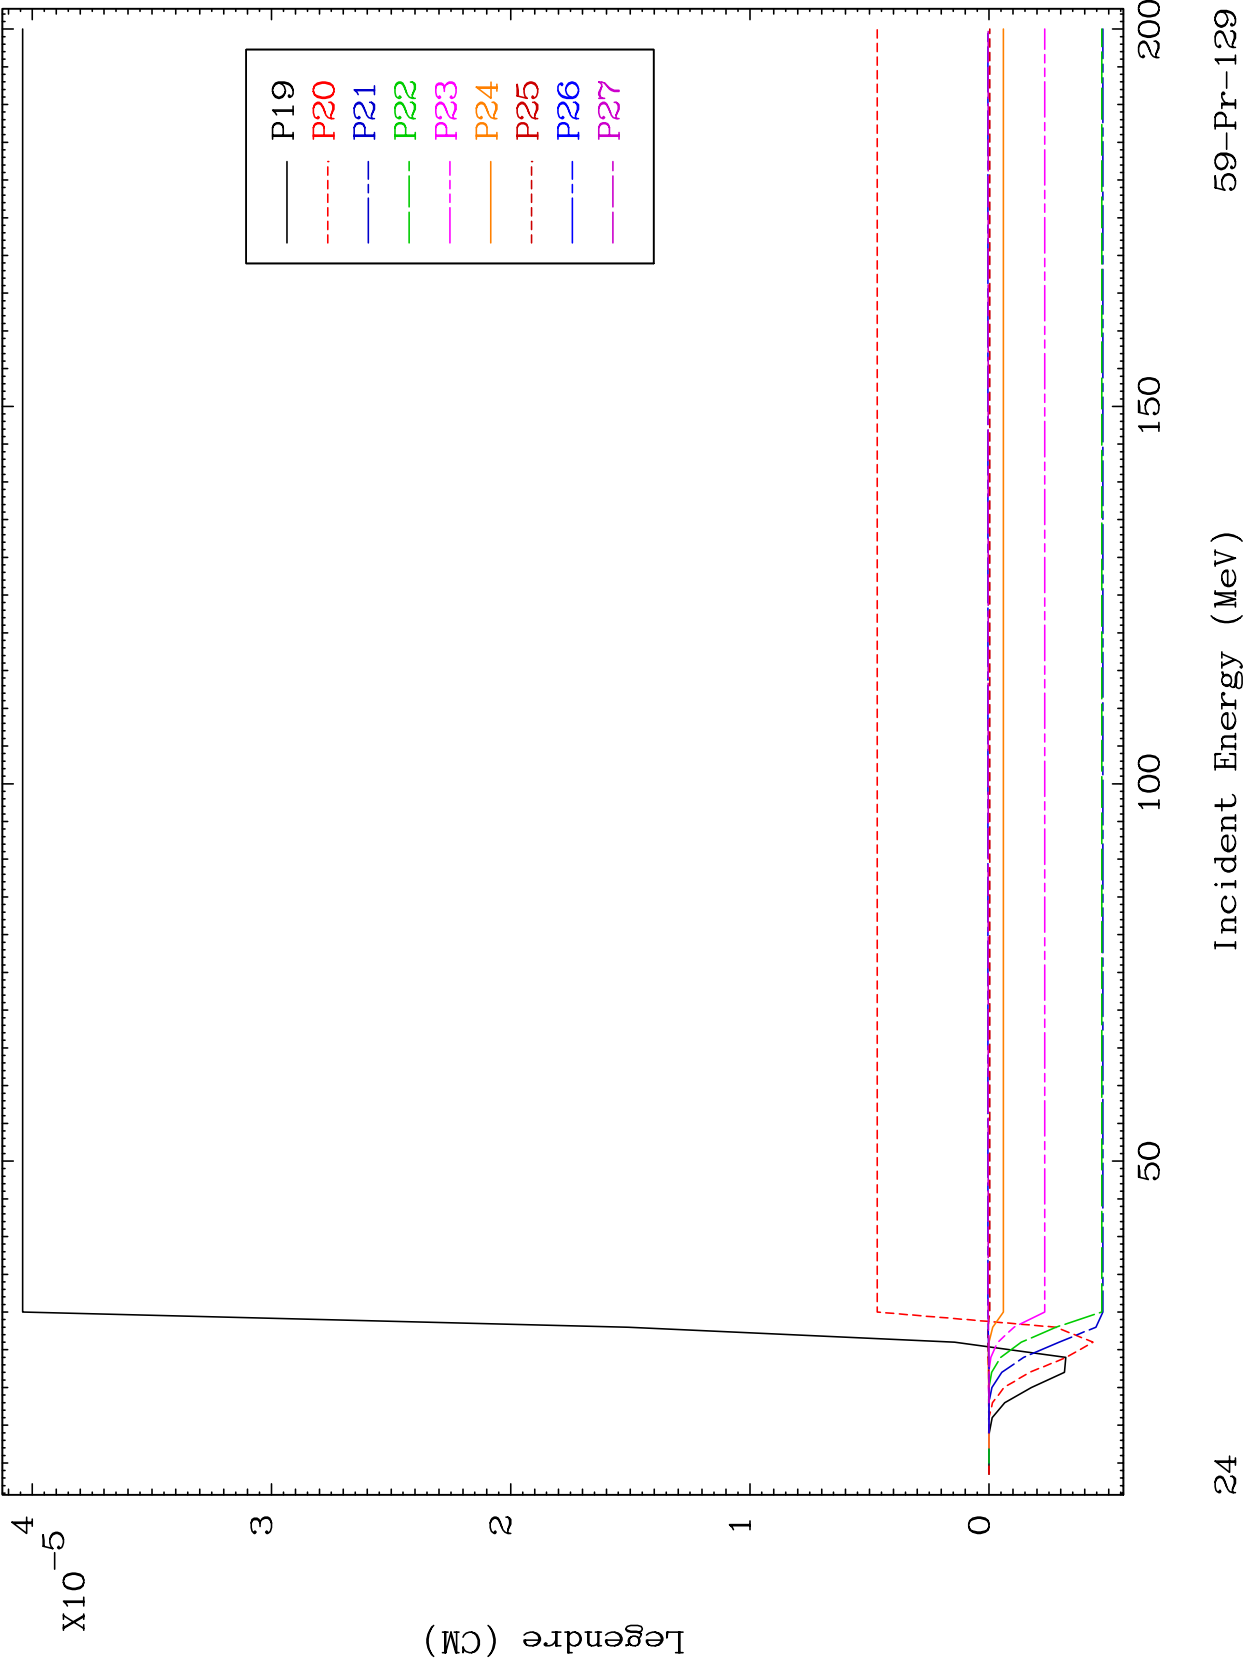 P19
P20
P21
P22
P23
P24
P25
P26
P27
4
3
2
1
0
X10⁻⁵
Legendre (CM)
50
100
150
200
Incident Energy (MeV)
24
59-Pr-129